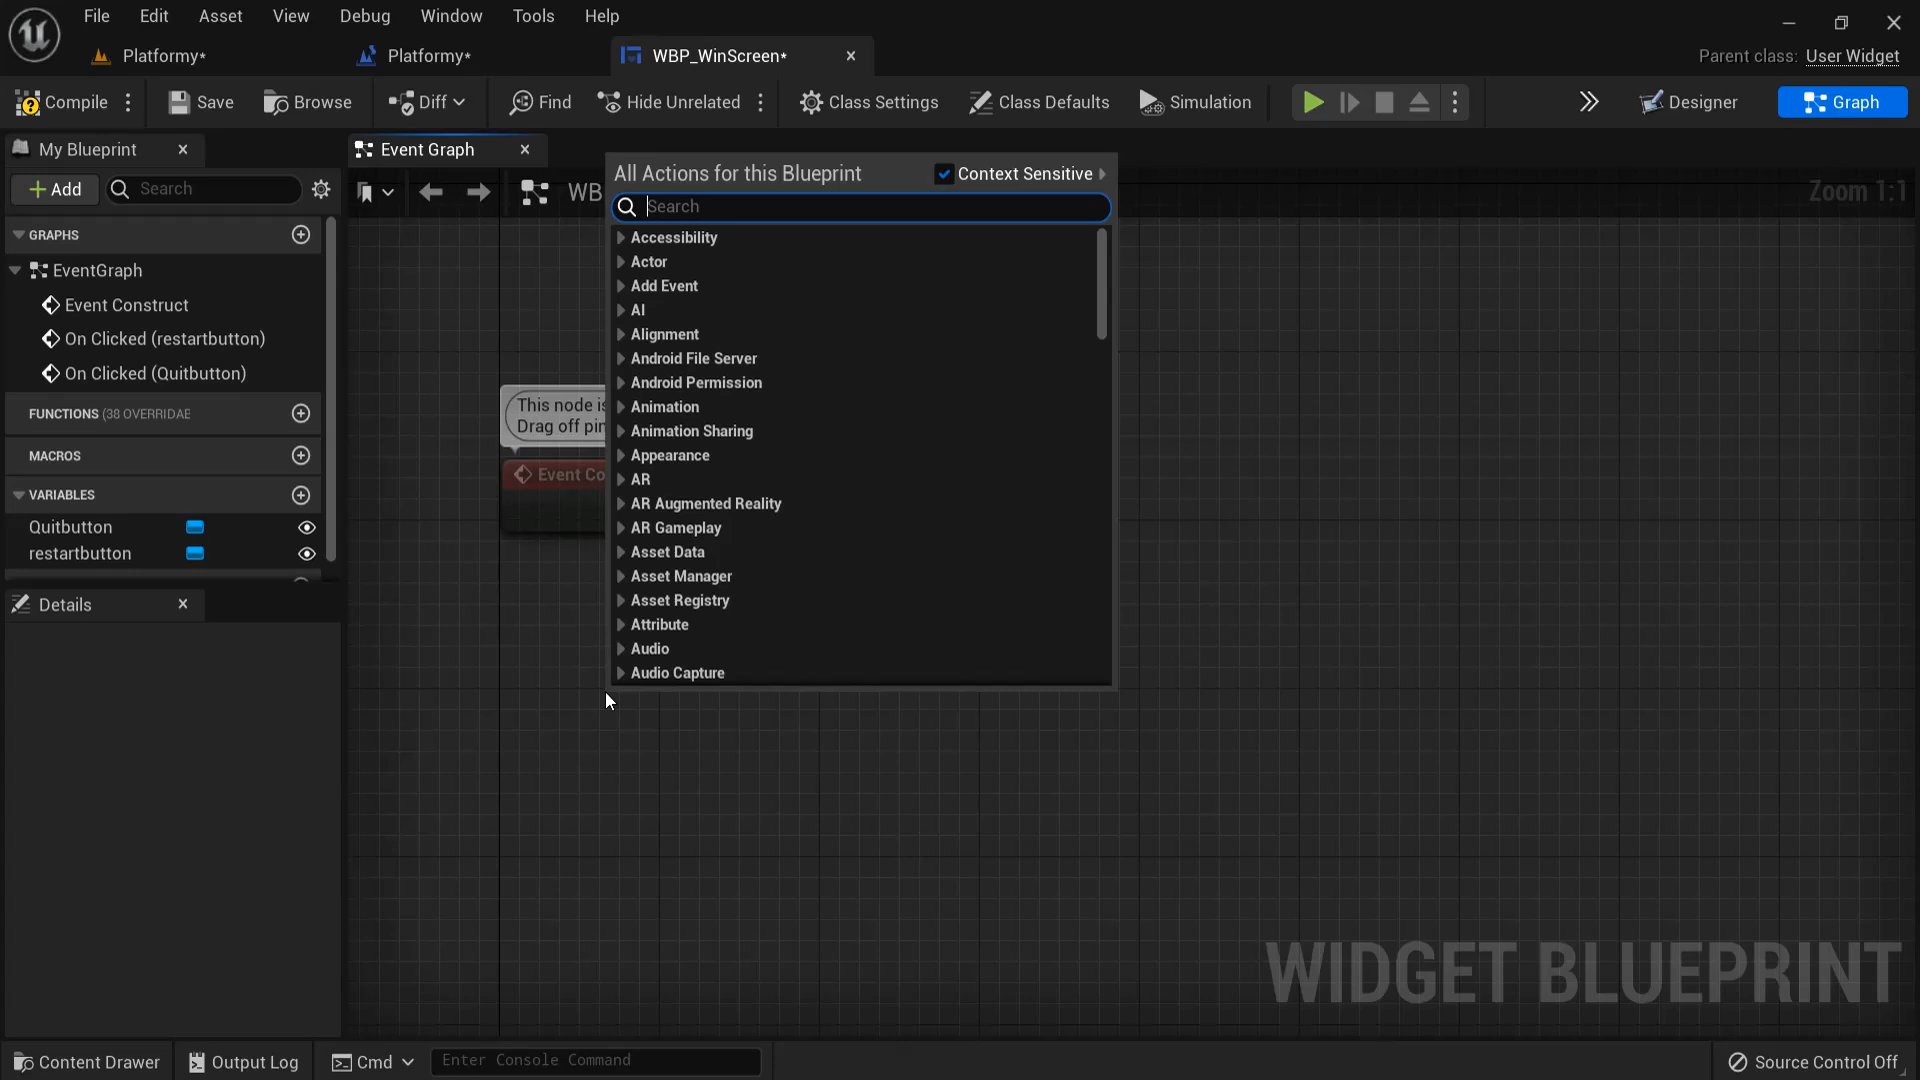 File Edit Asset View Debug Window Tools Help
Platformy* Platformy* WBP_WinScreen* Parent class: User Widget
Compile Save Browse Diff Find Hide Unrelated Class Settings Class Defaults Simulation Designer Graph
My Blueprint
Event Graph
Add Search
WB
Zoom 1:1
GRAPHS
EventGraph
Event Construct
On Clicked (restartbutton)
On Clicked (Quitbutton)
FUNCTIONS (38 OVERRIDAE
MACROS
VARIABLES
Quitbutton
restartbutton
Details
This node is
Drag off pin
Event Co
All Actions for this Blueprint Context Sensitive
Search
Accessibility
Actor
Add Event
AI
Alignment
Android File Server
Android Permission
Animation
Animation Sharing
Appearance
AR
AR Augmented Reality
AR Gameplay
Asset Data
Asset Manager
Asset Registry
Attribute
Audio
Audio Capture
WIDGET BLUEPRINT
Content Drawer Output Log Cmd Enter Console Command Source Control Off